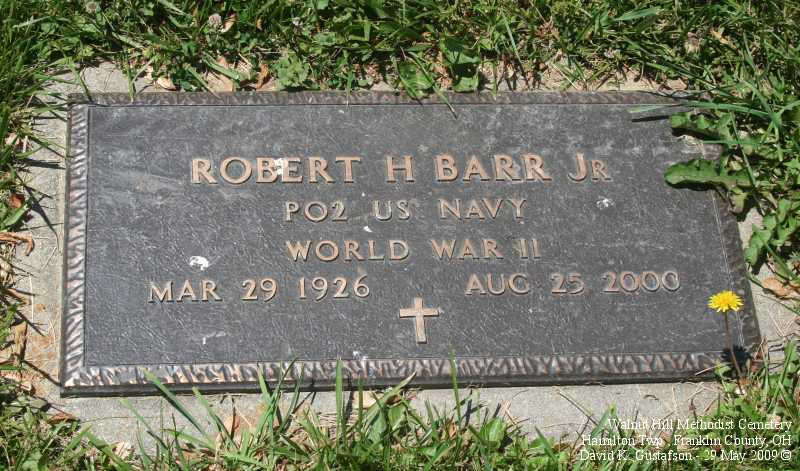 ROBERT H BARR JR
PO2 US NAVY
WORLD WAR II
MAR 29 1926 AUG 25 2000
Walnut Hill Methodist Cemetery
Hamilton Twp., Franklin County, OH
David K. Gustafson - 29 May 2009 ©